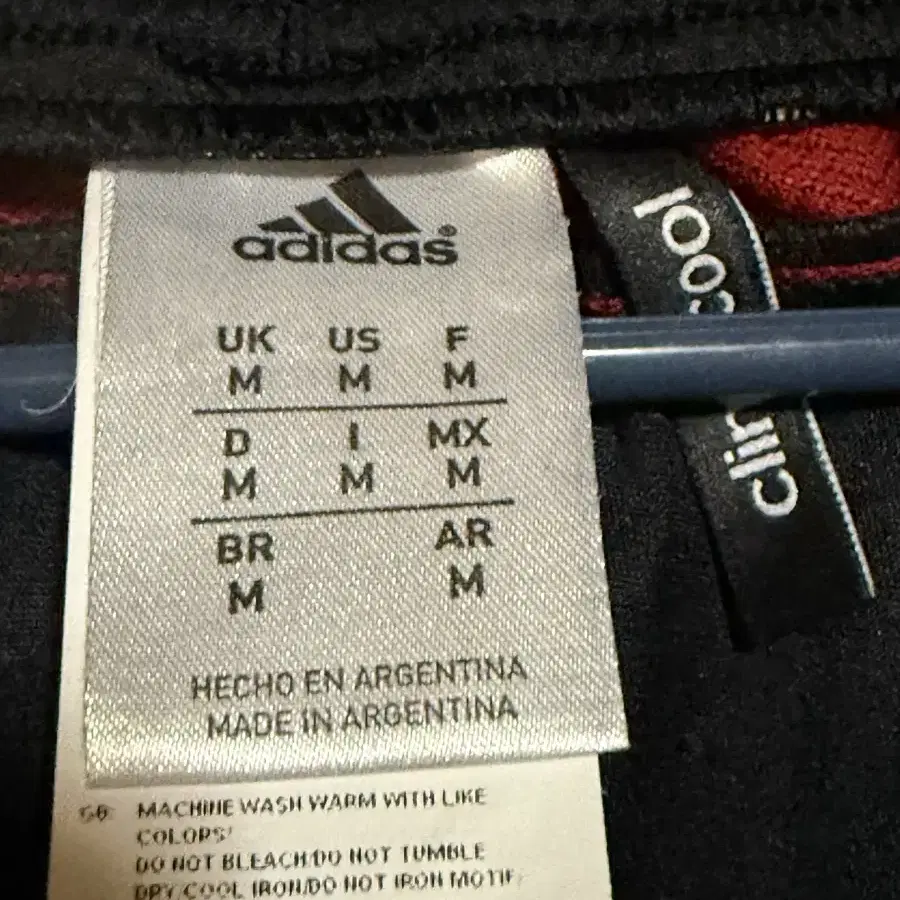 adidas®
UK US F
M M M
D I MX
M M M
BR AR
M M
HECHO EN ARGENTINA
MADE IN ARGENTINA
GB MACHINE WASH WARM WITH LIKE
COLORS/
DO NOT BLEACH/DO NOT TUMBLE
DRY/COOL IRON/DO NOT IRON MOTIF